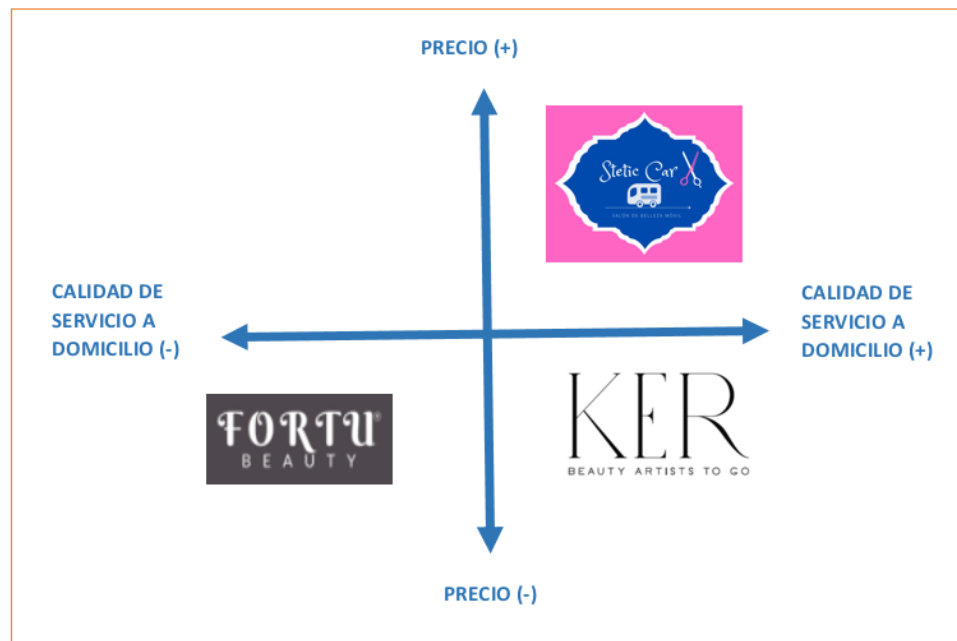 PRECIO (+)
Stetic Car
SALÓN DE BELLEZA MÓVIL
CALIDAD DE
SERVICIO A
DOMICILIO (-)
CALIDAD DE
SERVICIO A
DOMICILIO (+)
FORTU®
BEAUTY
KER
BEAUTY ARTISTS TO GO
PRECIO (-)